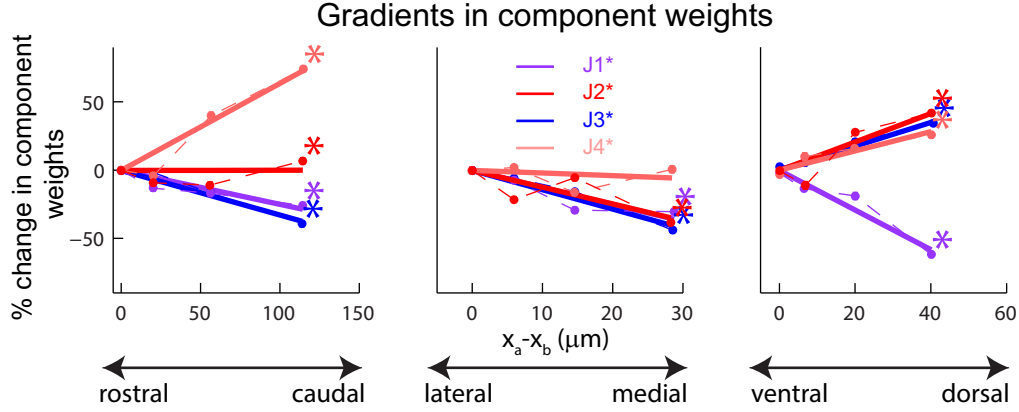 Gradients in component weights
% change in component
weights
50
0
−50
J1*
J2*
J3*
J4*
0 50 100 150
0 10 20 30
0 20 40 60
xₐ-x_b (μm)
rostral caudal
lateral medial
ventral dorsal